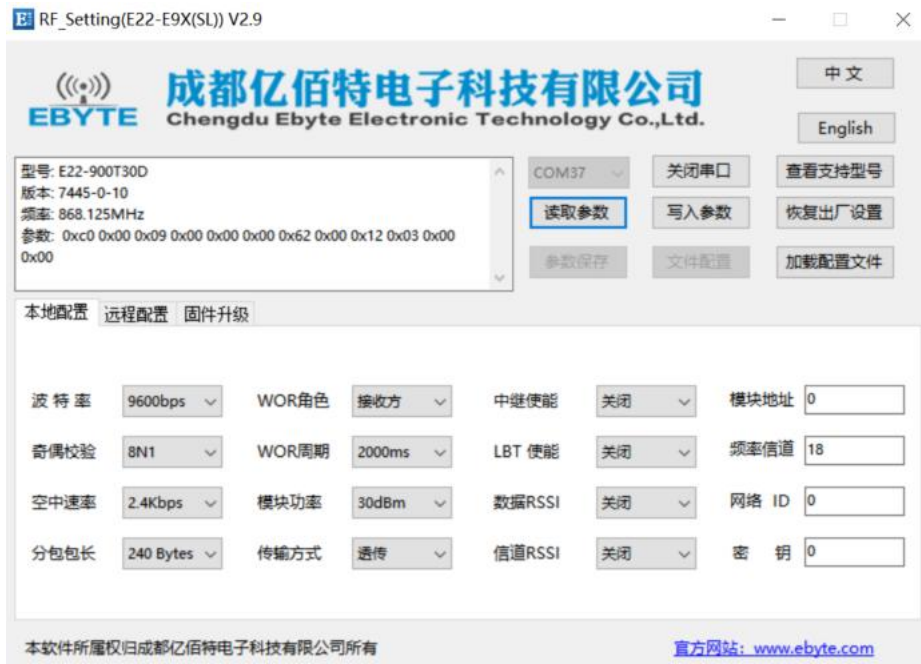 RF_Setting(E22-E9X(SL)) V2.9
EBYTE
成都亿佰特电子科技有限公司
Chengdu Ebyte Electronic Technology Co.,Ltd.
中文
English
型号: E22-900T30D
版本: 7445-0-10
频率: 868.125MHz
参数: 0xc0 0x00 0x09 0x00 0x00 0x00 0x62 0x00 0x12 0x03 0x00
0x00
COM37 关闭串口 查看支持型号
读取参数 写入参数 恢复出厂设置
参数保存 文件配置 加载配置文件
本地配置 远程配置 固件升级
波特率 9600bps WOR角色 接收方 中继使能 关闭 模块地址 0
奇偶校验 8N1 WOR周期 2000ms LBT 使能 关闭 频率信道 18
空中速率 2.4Kbps 模块功率 30dBm 数据RSSI 关闭 网络 ID 0
分包包长 240 Bytes 传输方式 透传 信道RSSI 关闭 密 钥 0
本软件所属权归成都亿佰特电子科技有限公司所有 官方网站: www.ebyte.com